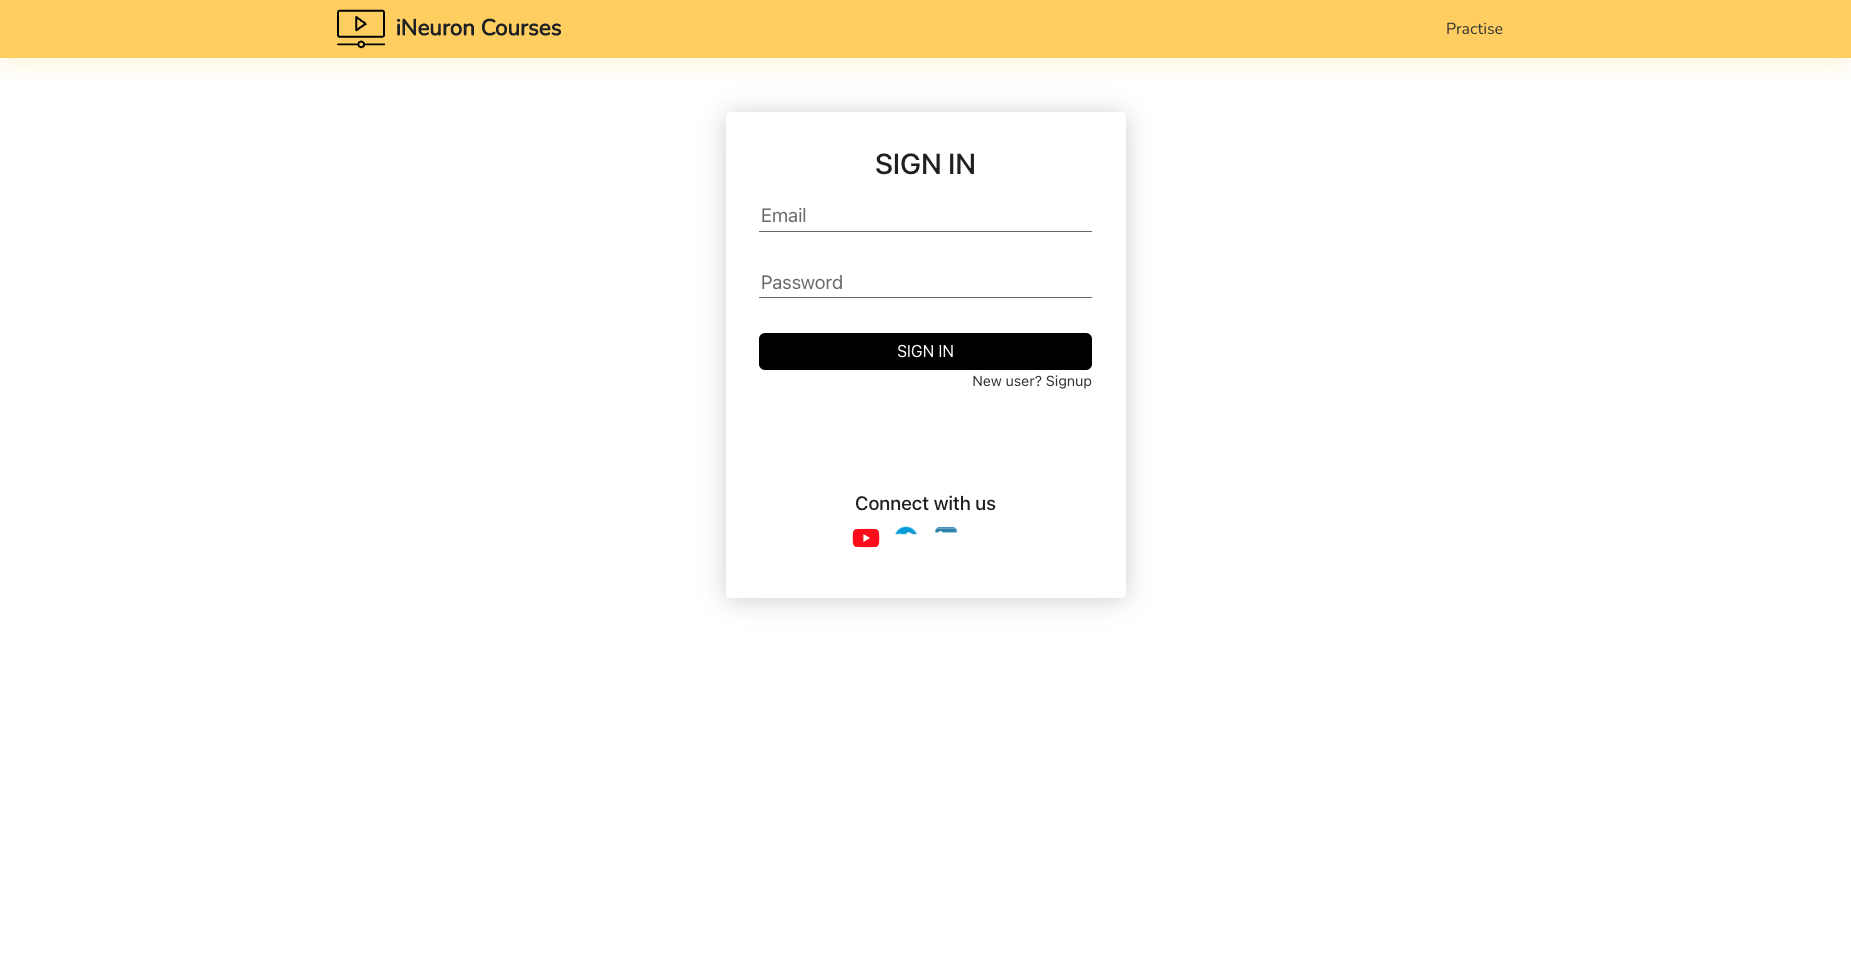 iNeuron Courses
Practise
SIGN IN
Email
Password
SIGN IN
New user? Signup
Connect with us